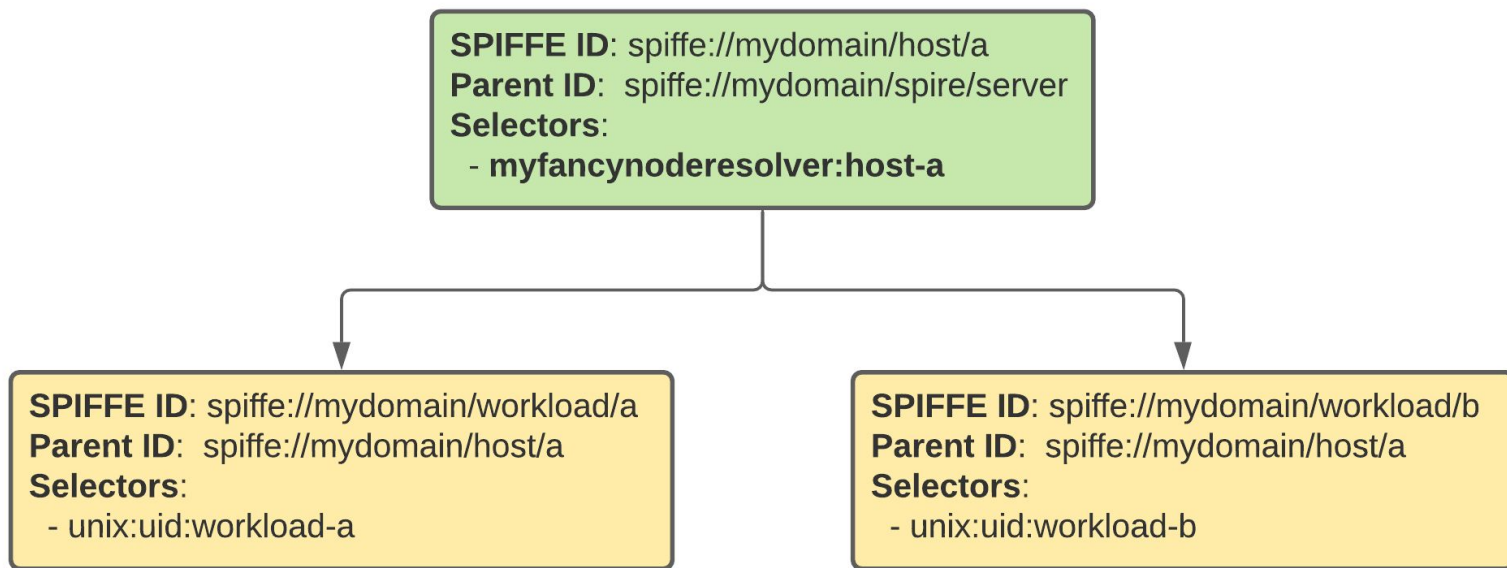 SPIFFE ID: spiffe://mydomain/host/a
Parent ID: spiffe://mydomain/spire/server
Selectors:
- myfancynoderesolver:host-a
SPIFFE ID: spiffe://mydomain/workload/a
Parent ID: spiffe://mydomain/host/a
Selectors:
- unix:uid:workload-a
SPIFFE ID: spiffe://mydomain/workload/b
Parent ID: spiffe://mydomain/host/a
Selectors:
- unix:uid:workload-b